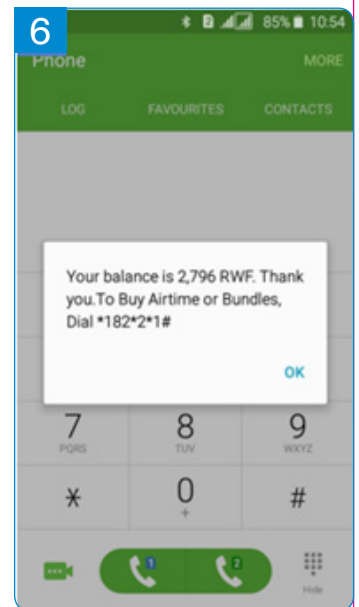 6
2 85% 10:54
Phone MORE
LOG FAVOURITES CONTACTS
Your balance is 2,796 RWF. Thank
you.To Buy Airtime or Bundles,
Dial *182*2*1#
OK
7 8 9
PQRS TUV WXYZ
* 0 #
+
1 2
Hide